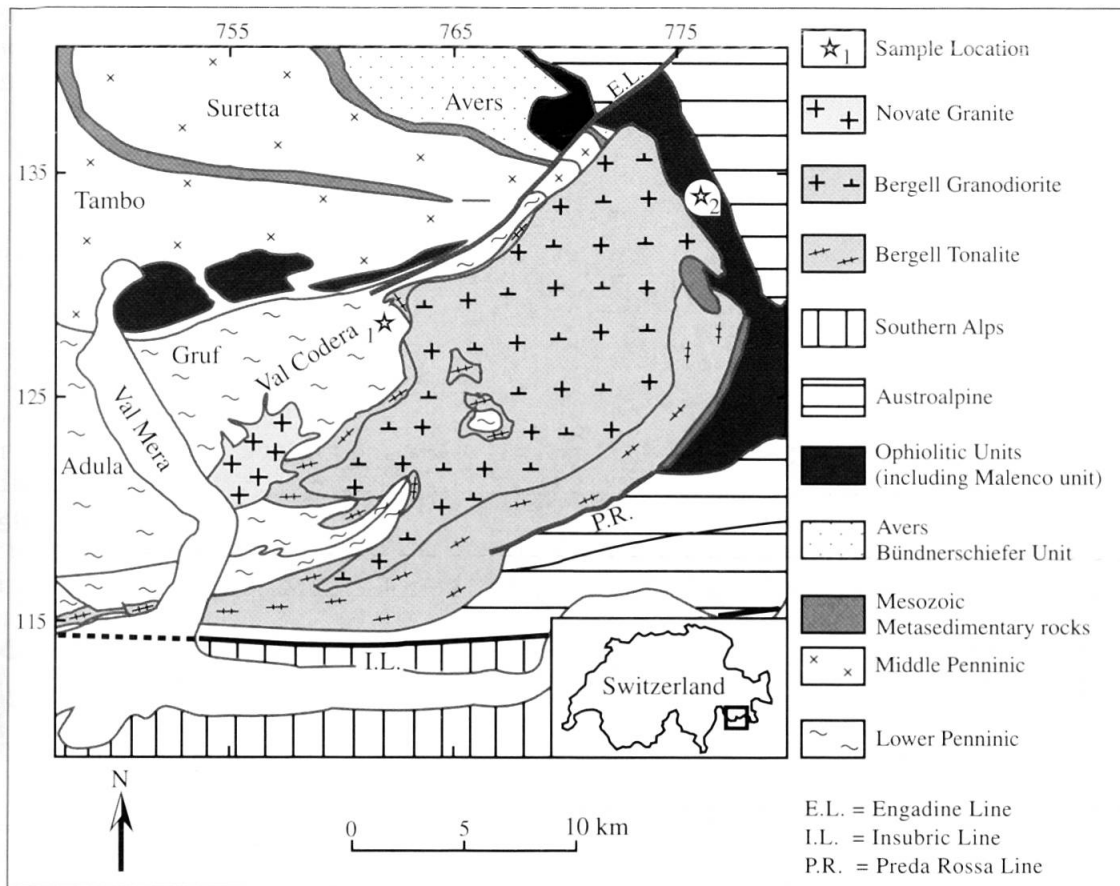 755
765
775
135
125
115
Suretta
Avers
E.L.
Tambo
2
Gruf
Val Codera
1
Val Mera
Adula
P.R.
I.L.
Switzerland
N
0
5
10 km
1
Sample Location
Novate Granite
Bergell Granodiorite
Bergell Tonalite
Southern Alps
Austroalpine
Ophiolitic Units
(including Malenco unit)
Avers
Bündnerschiefer Unit
Mesozoic
Metasedimentary rocks
Middle Penninic
Lower Penninic
E.L. = Engadine Line
I.L. = Insubric Line
P.R. = Preda Rossa Line